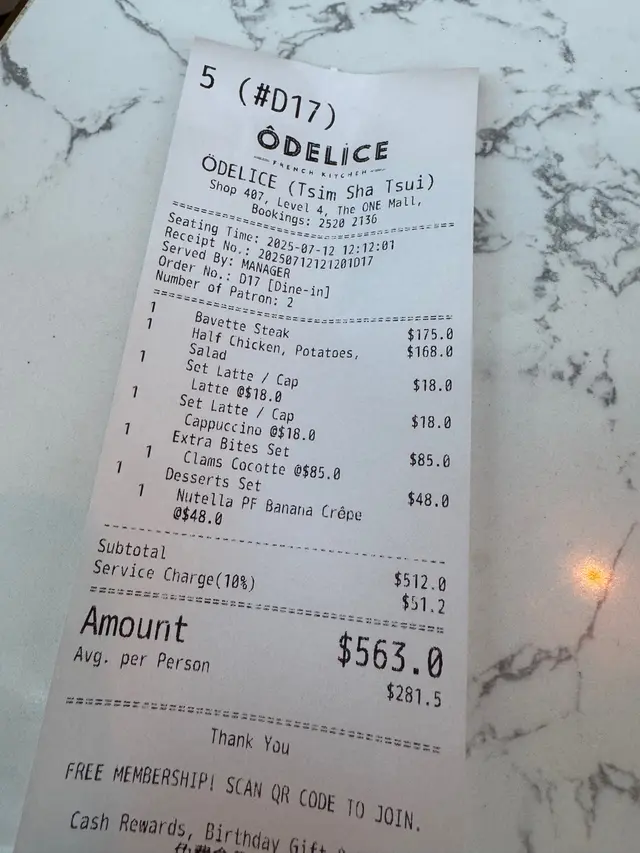 5 (#D17)
ÔDELICE
FRENCH KITCHEN
ÔDELICE (Tsim Sha Tsui)
Shop 407, Level 4, The ONE Mall,
Bookings: 2520 2136
Seating Time: 2025-07-12 12:12:01
Receipt No.: 20250712121201D17
Served By: MANAGER
Order No.: D17 [Dine-in]
Number of Patron: 2
1 Bavette Steak $175.0
1 Half Chicken, Potatoes, $168.0
Salad
1 Set Latte / Cap $18.0
Latte @$18.0
1 Set Latte / Cap $18.0
Cappuccino @$18.0
1 Extra Bites Set $85.0
1 Clams Cocotte @$85.0
1 Desserts Set $48.0
1 Nutella PF Banana Crêpe
@$48.0
Subtotal $512.0
Service Charge(10%) $51.2
Amount $563.0
Avg. per Person $281.5
Thank You
FREE MEMBERSHIP! SCAN QR CODE TO JOIN.
Cash Rewards, Birthday Gift